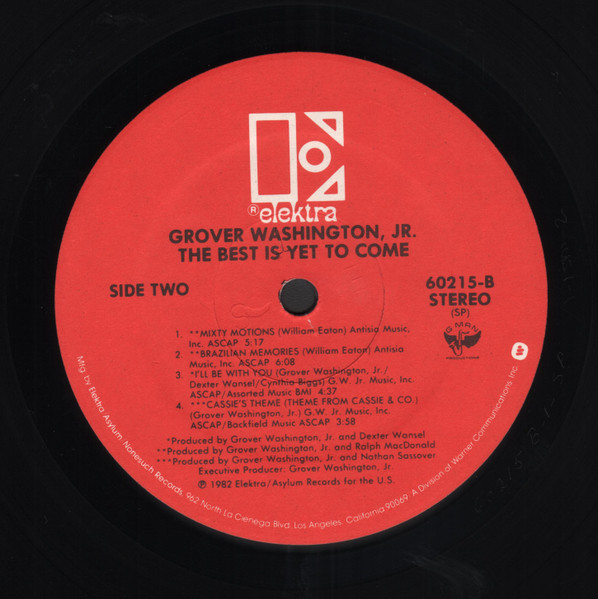 ® elektra
GROVER WASHINGTON, JR.
THE BEST IS YET TO COME
SIDE TWO
60215-B
STEREO
(SP)
G MAN
PRODUCTIONS
1. **MIXTY MOTIONS (William Eaton) Antisia Music,
Inc. ASCAP 5:17
2. **BRAZILIAN MEMORIES (William Eaton) Antisia
Music, Inc. ASCAP 6:08
3. *I'LL BE WITH YOU (Grover Washington, Jr./
Dexter Wansel/Cynthia Biggs) G.W. Jr. Music, Inc.
ASCAP/Assorted Music BMI 4:37
4. ***CASSIE'S THEME (THEME FROM CASSIE & CO.)
(Grover Washington, Jr.) G.W. Jr. Music, Inc.
ASCAP/Backfield Music ASCAP 3:58
*Produced by Grover Washington, Jr. and Dexter Wansel
**Produced by Grover Washington, Jr. and Ralph MacDonald
***Produced by Grover Washington, Jr. and Nathan Sassover
Executive Producer: Grover Washington, Jr.
℗ 1982 Elektra/Asylum Records for the U.S.
Mfg. by Elektra Asylum, Nonesuch Records, 962 North La Cienega Blvd. Los Angeles, California 90069. A Division of Warner Communications Inc.